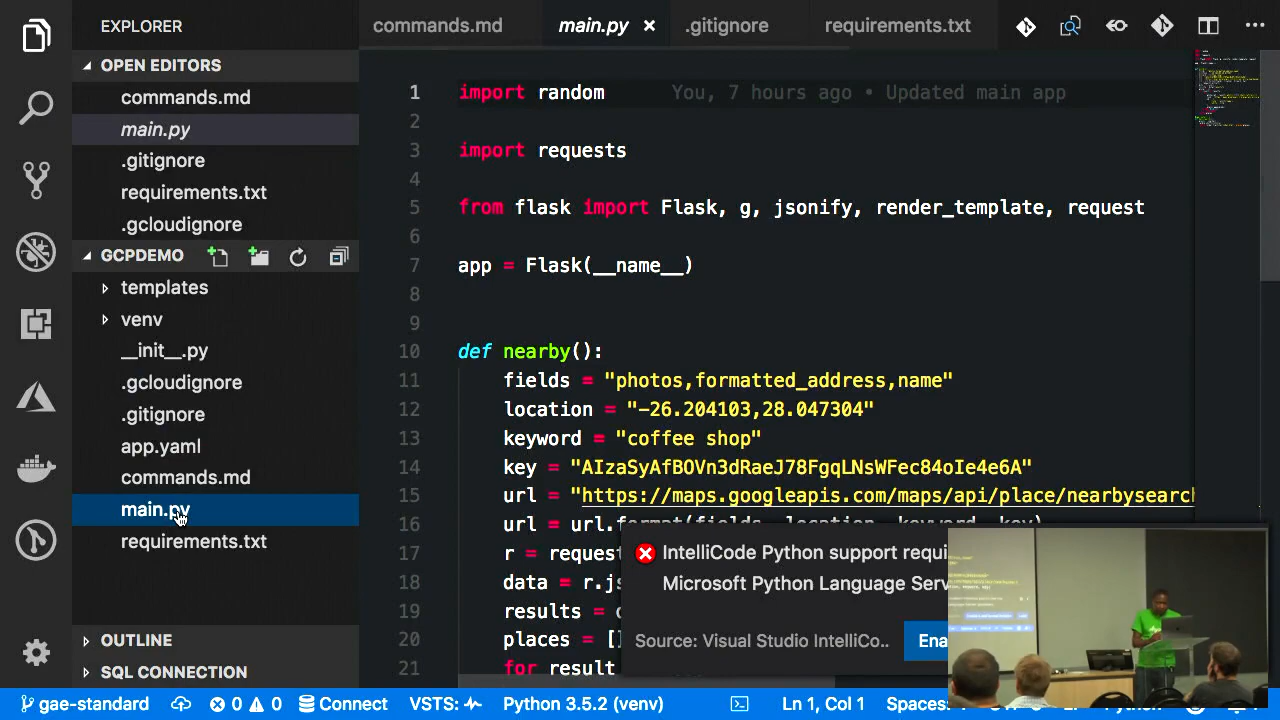 EXPLORER
OPEN EDITORS
commands.md
main.py
.gitignore
requirements.txt
.gcloudignore
GCPDEMO
templates
venv
__init__.py
.gcloudignore
.gitignore
app.yaml
commands.md
main.py
requirements.txt
OUTLINE
SQL CONNECTION
commands.md main.py .gitignore requirements.txt
1 import random You, 7 hours ago • Updated main app
2
3 import requests
4
5 from flask import Flask, g, jsonify, render_template, request
6
7 app = Flask(__name__)
8
9
10 def nearby():
11 fields = "photos,formatted_address,name"
12 location = "-26.204103,28.047304"
13 keyword = "coffee shop"
14 key = "AIzaSyAfBOVn3dRaeJ78FgqLNsWFec84oIe4e6A"
15 url = "https://maps.googleapis.com/maps/api/place/nearbysearch
16 url = url.format(fields, location, keyword, key)
17 r = request
18 data = r.js
19 results = 
20 places = []
21 for result
IntelliCode Python support requi
Microsoft Python Language Serv
Source: Visual Studio IntelliCo..
Ena
gae-standard 0 0 Connect VSTS: Python 3.5.2 (venv) Ln 1, Col 1 Spaces: